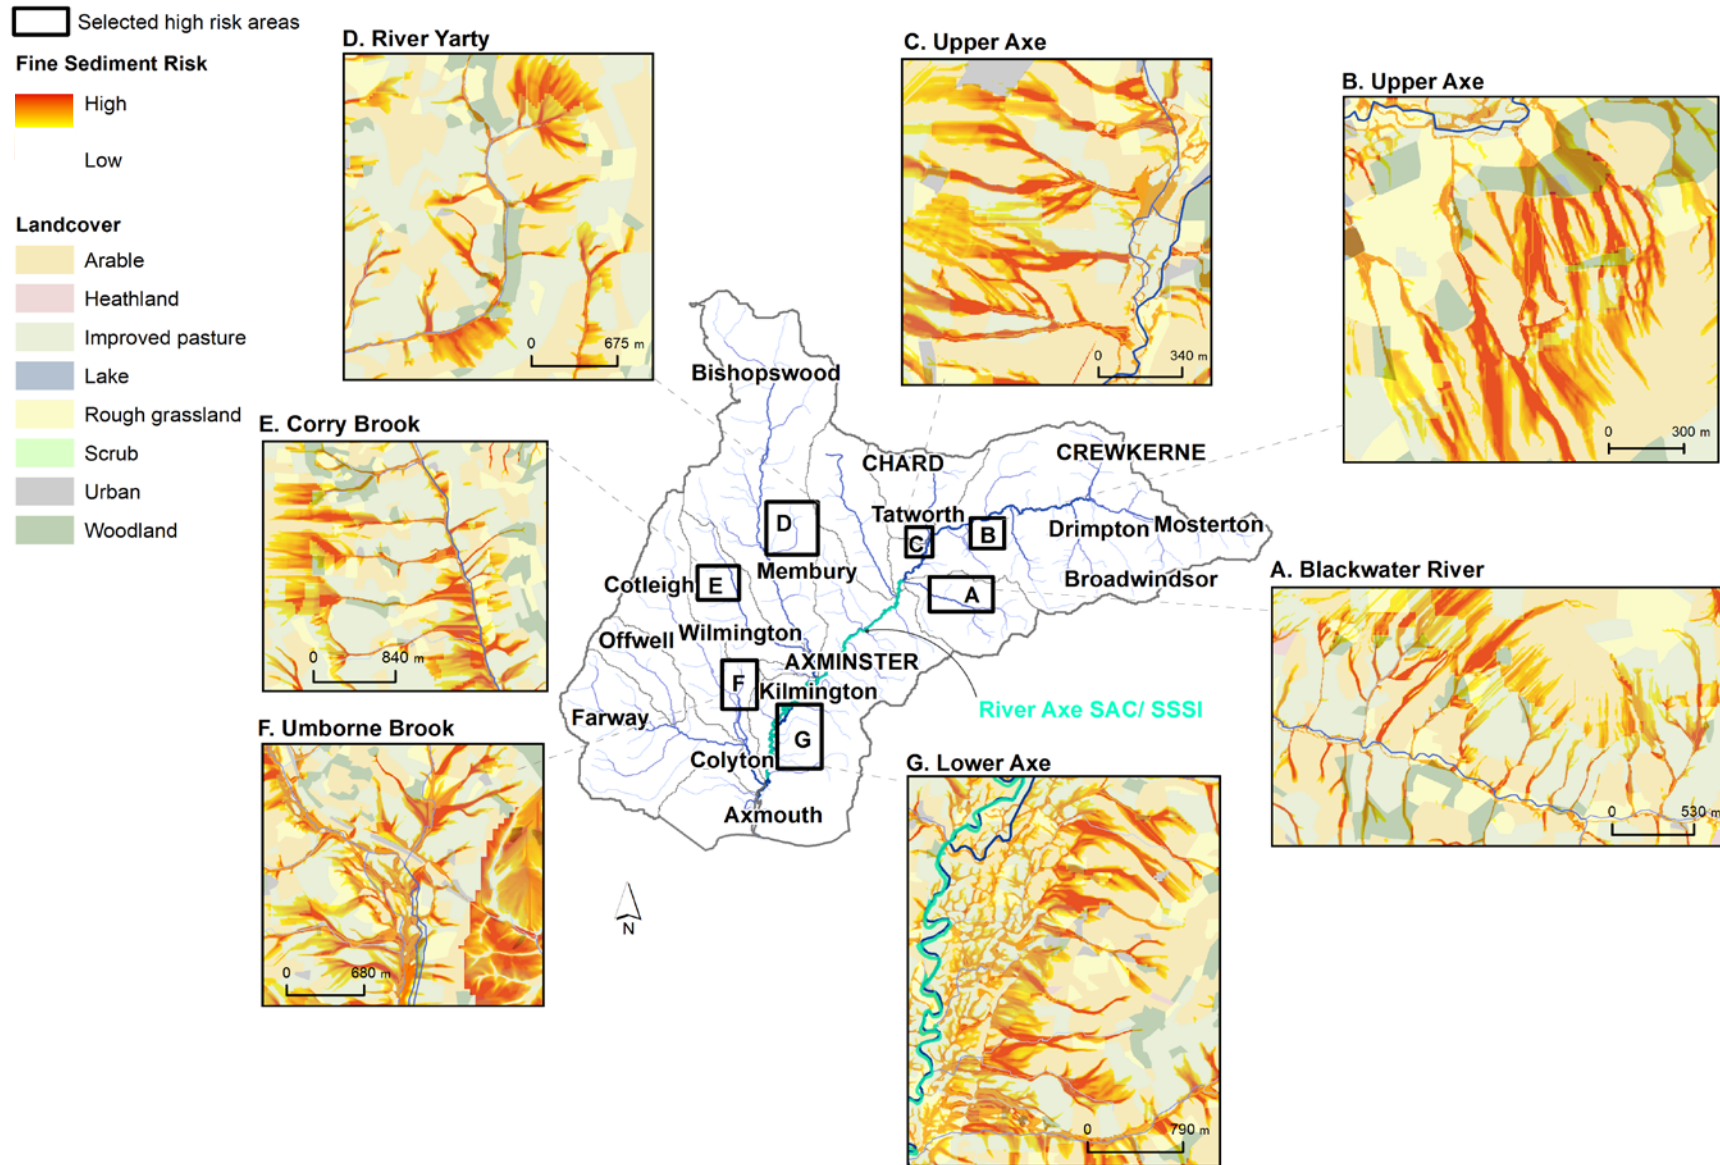 Selected high risk areas
Fine Sediment Risk
High
Low
Landcover
Arable
Heathland
Improved pasture
Lake
Rough grassland
Scrub
Urban
Woodland
D. River Yarty
0 675 m
C. Upper Axe
0 340 m
B. Upper Axe
0 300 m
E. Corry Brook
0 840 m
A. Blackwater River
0 530 m
F. Umborne Brook
0 680 m
G. Lower Axe
0 790 m
Bishopswood
CHARD
CREWKERNE
Tatworth
Drimpton
Mosterton
D
C
B
Membury
Broadwindsor
Cotleigh
E
A
Offwell
Wilmington
AXMINSTER
F
Kilmington
River Axe SAC/ SSSI
Farway
G
Colyton
Axmouth
N